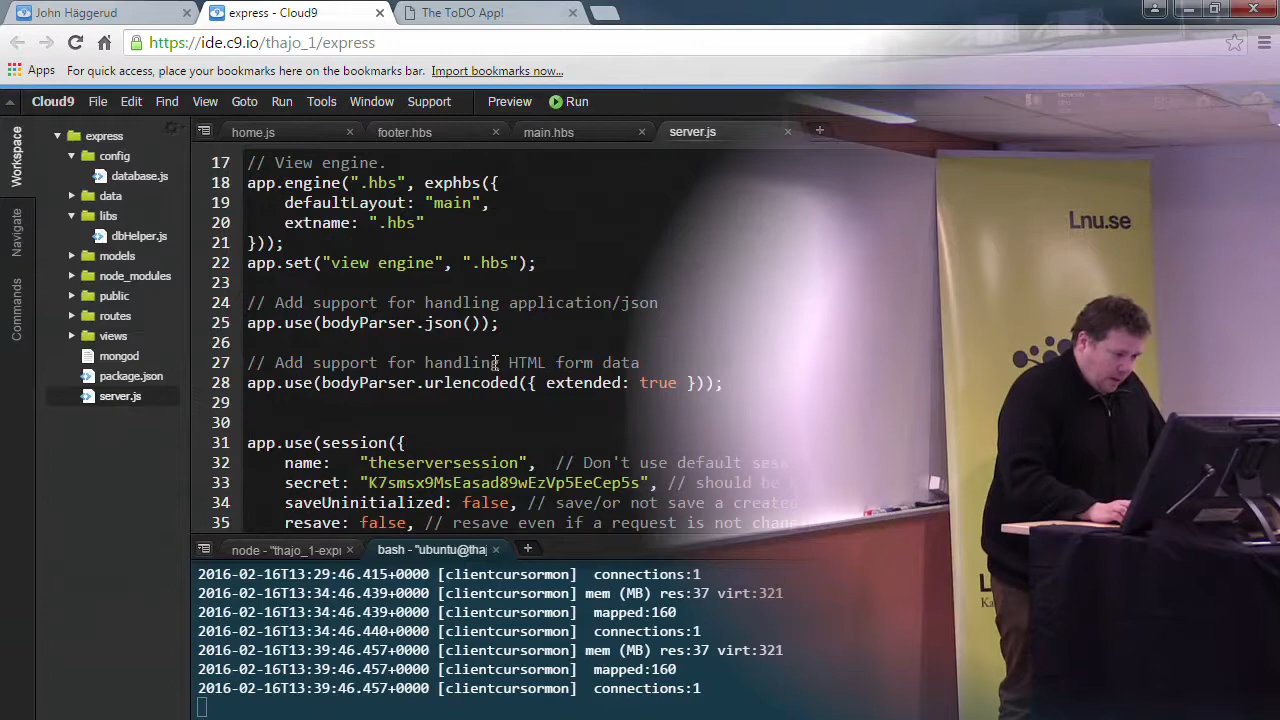 John Häggerud
express - Cloud9
The ToDO App!
https://ide.c9.io/thajo_1/express
Apps
For quick access, place your bookmarks here on the bookmarks bar. Import bookmarks now...
Cloud9 File Edit Find View Goto Run Tools Window Support Preview Run
Workspace
Navigate
Commands
express
config
database.js
data
libs
dbHelper.js
models
node_modules
public
routes
views
mongod
package.json
server.js
home.js footer.hbs main.hbs server.js
17 // View engine.
18 app.engine(".hbs", exphbs({
19 defaultLayout: "main",
20 extname: ".hbs"
21 }));
22 app.set("view engine", ".hbs");
23
24 // Add support for handling application/json
25 app.use(bodyParser.json());
26
27 // Add support for handling HTML form data
28 app.use(bodyParser.urlencoded({ extended: true }));
29
30
31 app.use(session({
32 name: "theserversession", // Don't use default
33 secret: "K7smsx9MsEasad89wEzVp5EeCep5s", // should be
34 saveUninitialized: false, // save/or not save a created
35 resave: false, // resave even if a request is not
node - "thajo_1-expr bash - "ubuntu@thaj
2016-02-16T13:29:46.415+0000 [clientcursormon] connections:1
2016-02-16T13:34:46.439+0000 [clientcursormon] mem (MB) res:37 virt:321
2016-02-16T13:34:46.439+0000 [clientcursormon] mapped:160
2016-02-16T13:34:46.440+0000 [clientcursormon] connections:1
2016-02-16T13:39:46.457+0000 [clientcursormon] mem (MB) res:37 virt:321
2016-02-16T13:39:46.457+0000 [clientcursormon] mapped:160
2016-02-16T13:39:46.457+0000 [clientcursormon] connections:1
Lnu.se